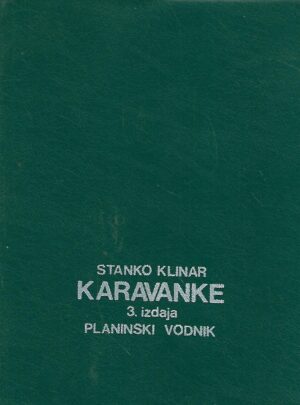 STANKO KLINAR
KARAVANKE
3. izdaja
PLANINSKI VODNIK